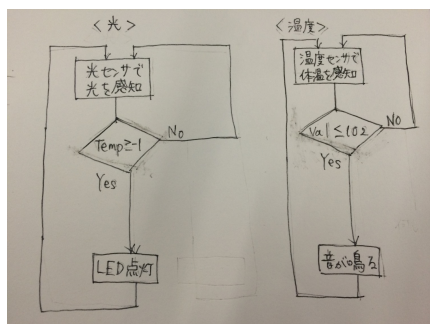 <光>
光センサで
光を感知
Temp≥-1
No
Yes
LED点灯
<温度>
温度センサで
体温を感知
Val≤102
NO
Yes
音が鳴る